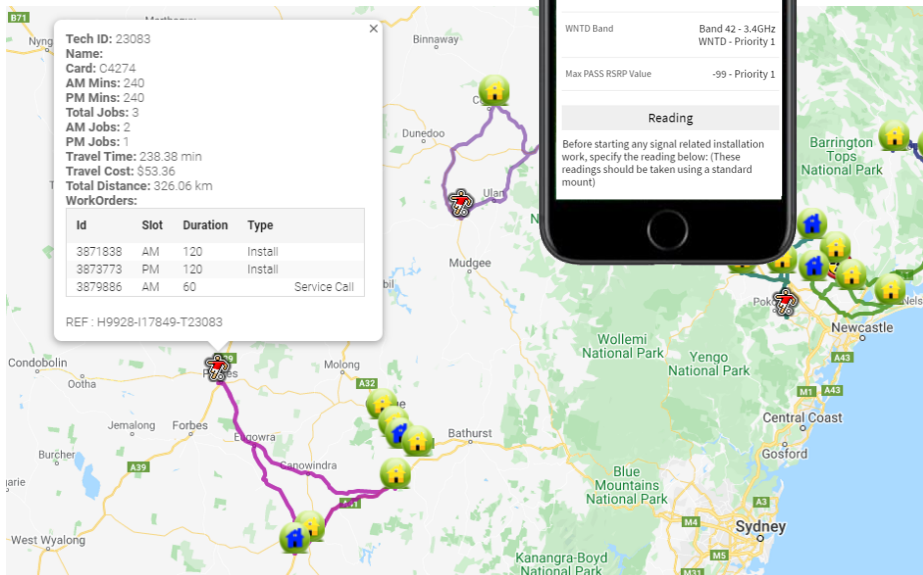 Tech ID: 23083
Name:
Card: C4274
AM Mins: 240
PM Mins: 240
Total Jobs: 3
AM Jobs: 2
PM Jobs: 1
Travel Time: 238.38 min
Travel Cost: $53.36
Total Distance: 326.06 km
WorkOrders:
Id Slot Duration Type
3871838 AM 120 Install
3873773 PM 120 Install
3879886 AM 60 Service Call
REF : H9928-I17849-T23083
WNTD Band Band 42 - 3.4GHz
WNTD - Priority 1
Max PASS RSRP Value -99 - Priority 1
Reading
Before starting any signal related installation
work, specify the reading below: (These
readings should be taken using a standard
mount)
B71
Binnaway
Dunedoo
Ulan
Mudgee
Barrington
Tops
National Park
Newcastle
Wollemi
National Park
Yengo
National Park
A43
M1 A43
Central Coast
Gosford
Condobolin
Ootha
Molong
A32
Jemalong
Forbes
Eugowra
Bathurst
Burcher
A39
Canowindra
Blue
Mountains
National Park
A3
M4
Sydney
West Wyalong
M5
Kanangra-Boyd
National Park
M31